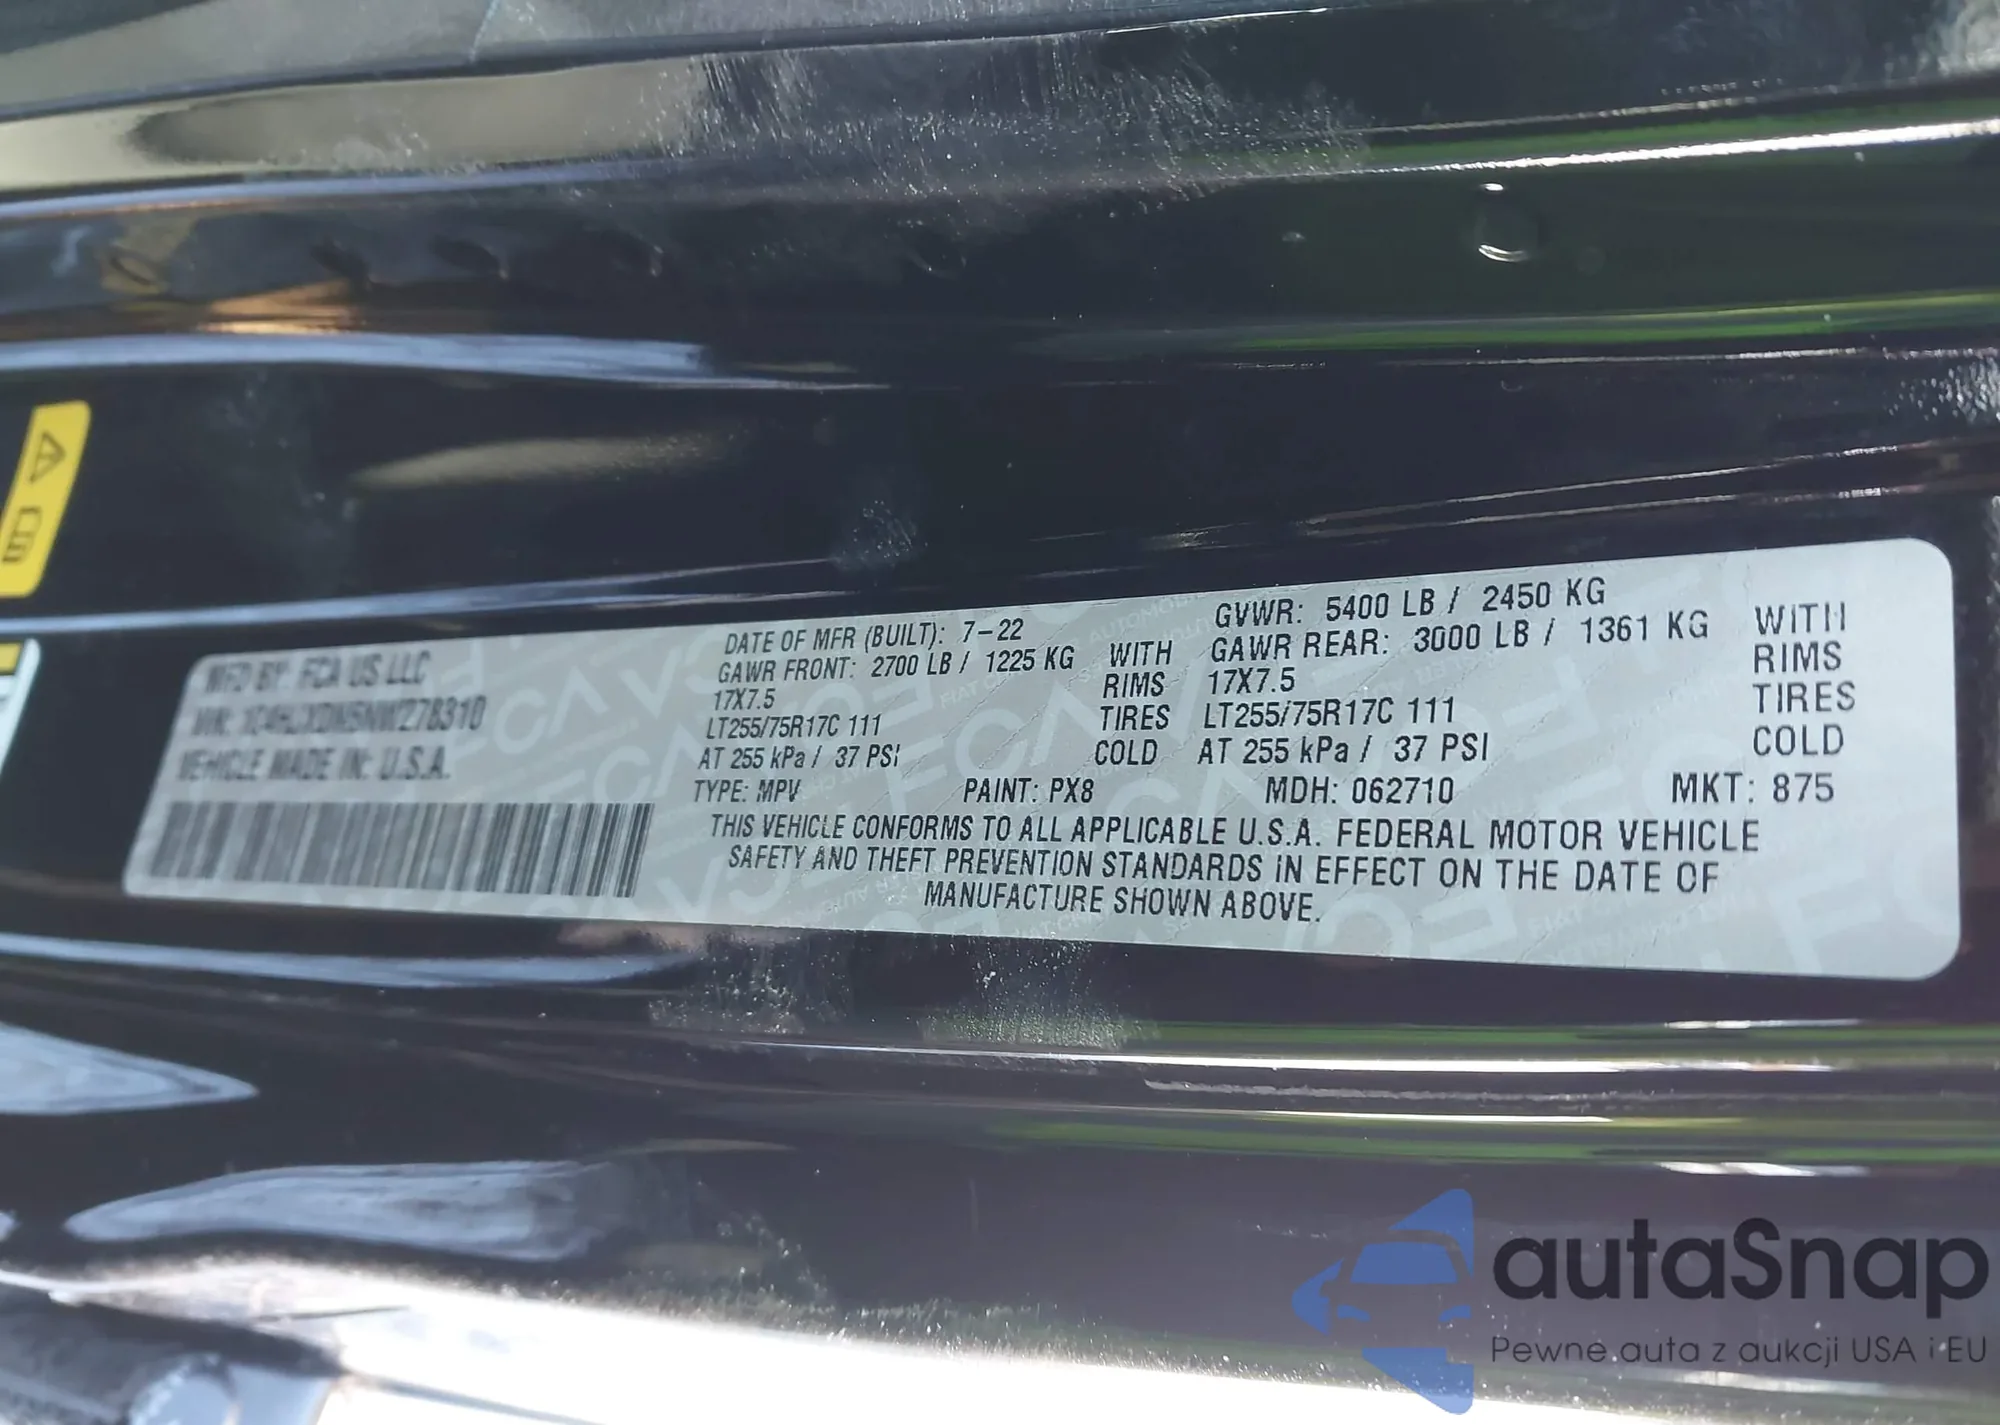 MFD BY: FCA US LLC
VIN: 1C4HJXDN5NW278310
VEHICLE MADE IN: U.S.A.
DATE OF MFR (BUILT): 7-22
GVWR: 5400 LB / 2450 KG
GAWR FRONT: 2700 LB / 1225 KG WITH GAWR REAR: 3000 LB / 1361 KG WITH
17X7.5 RIMS 17X7.5 RIMS
LT255/75R17C 111 TIRES LT255/75R17C 111 TIRES
AT 255 kPa / 37 PSI COLD AT 255 kPa / 37 PSI COLD
TYPE: MPV PAINT: PX8 MDH: 062710 MKT: 875
THIS VEHICLE CONFORMS TO ALL APPLICABLE U.S.A. FEDERAL MOTOR VEHICLE
SAFETY AND THEFT PREVENTION STANDARDS IN EFFECT ON THE DATE OF
MANUFACTURE SHOWN ABOVE.
autaSnap
Pewne auta z aukcji USA i EU